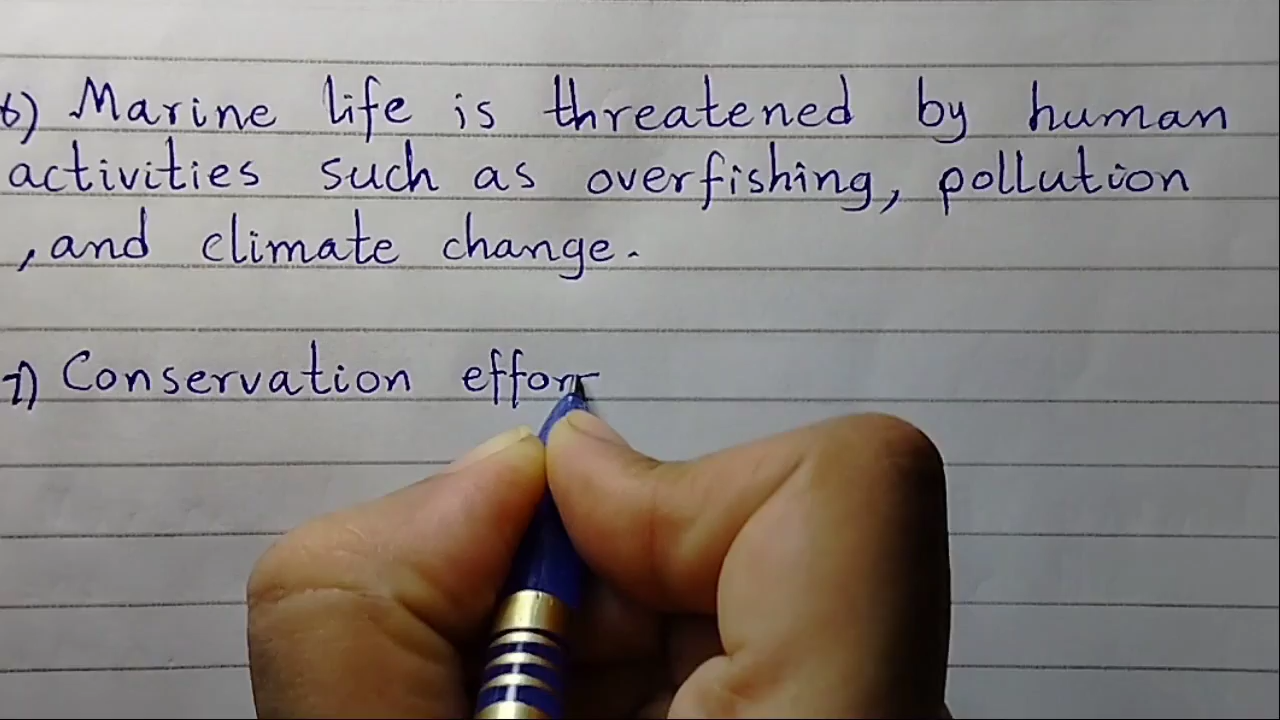 6) Marine life is threatened by human
activities such as overfishing, pollution
, and climate change.
7) Conservation effor